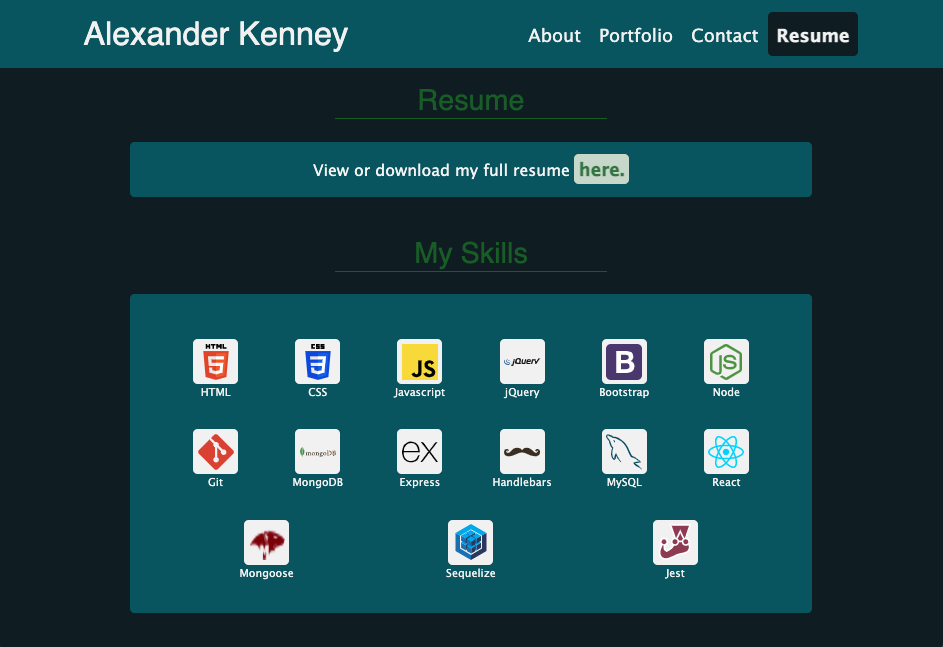 Alexander Kenney
About Portfolio Contact Resume
Resume
View or download my full resume here.
My Skills
HTML 5 CSS 3 JS jQuery B JS
HTML CSS Javascript jQuery Bootstrap Node
mongoDB ex
Git MongoDB Express Handlebars MySQL React
Mongoose Sequelize Jest